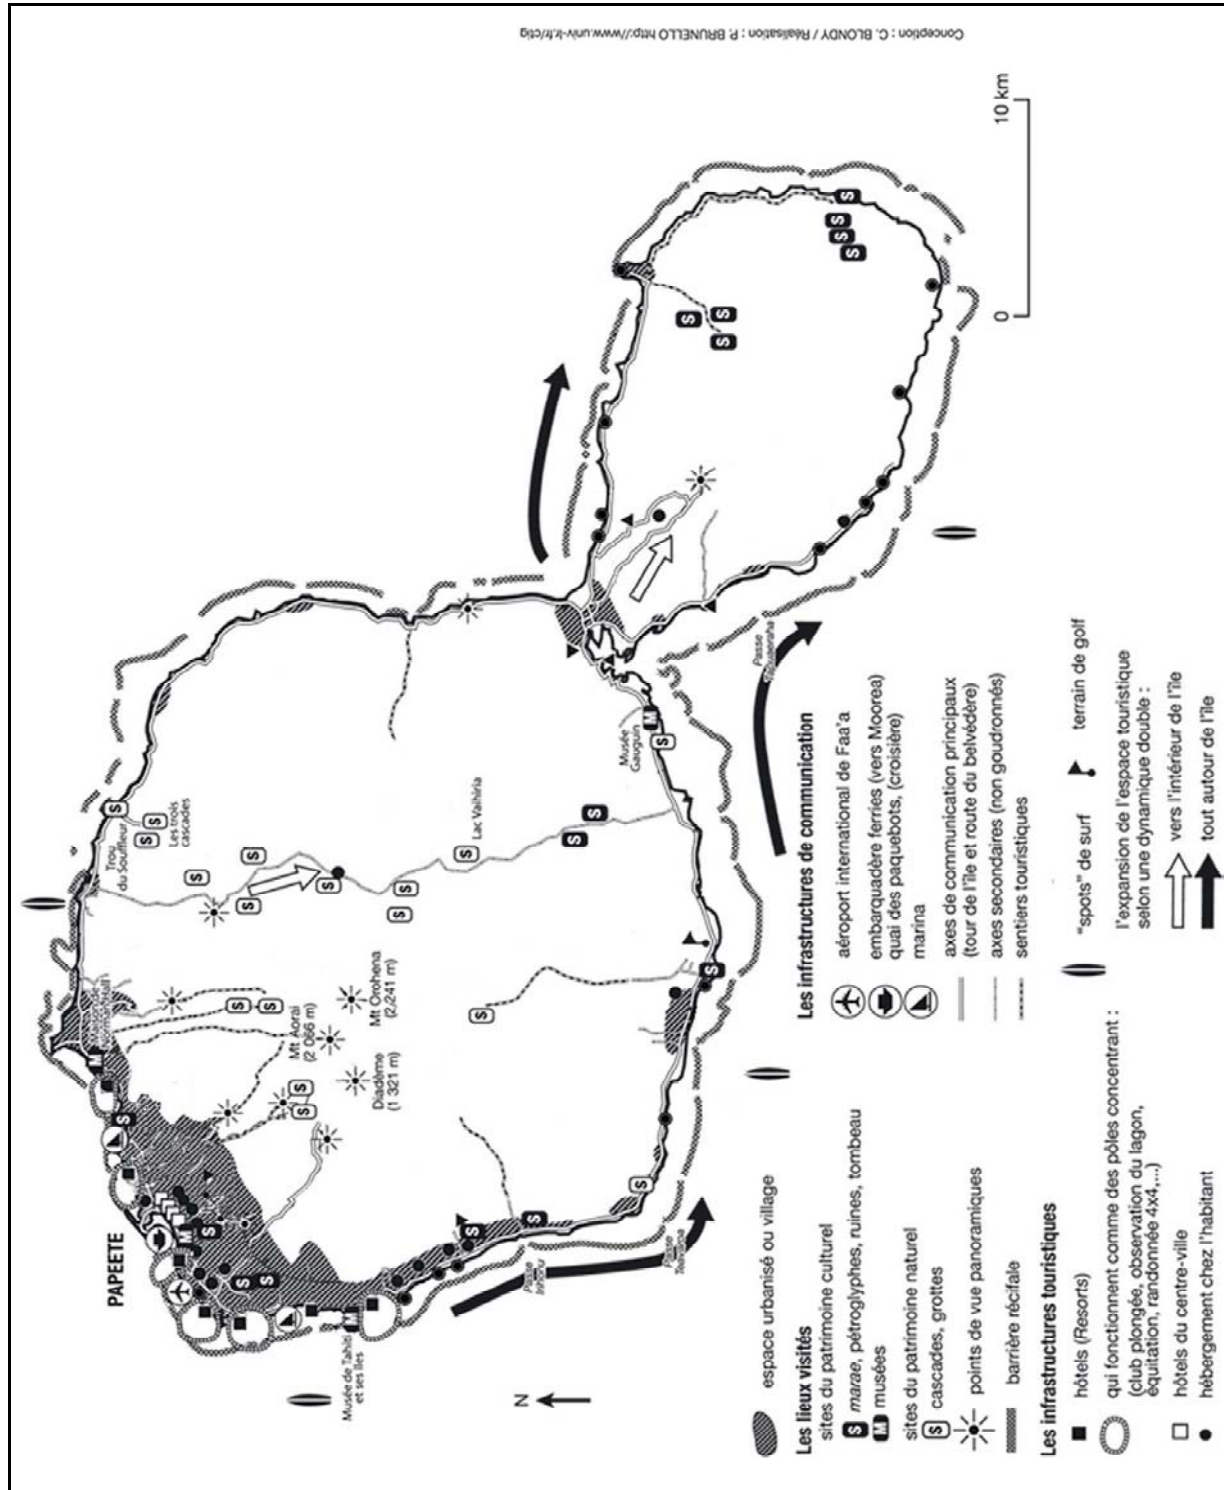 Conception : C. BLONDY / Réalisation : P. BRUNELLO http://www.univ-lr.fr/ctig
PAPEETE
Maison de
Trou
du Souffleur
Les trois
cascades
Mt Aorai
(2 066 m)
Mt Orohena
(2 241 m)
Diadème
(1 321 m)
Lac Vaihiria
Musée
Gauguin
Musée de Tahiti
et ses îles
Passe
Passe
Passe
N
0
10 km
espace urbanisé ou village
Les lieux visités
sites du patrimoine culturel
S marae, pétroglyphes, ruines, tombeau
M musées
sites du patrimoine naturel
S cascades, grottes
points de vue panoramiques
barrière récifale
Les infrastructures touristiques
hôtels (Resorts)
qui fonctionnent comme des pôles concentrant :
(club plongée, observation du lagon,
équitation, randonnée 4x4,...)
hôtels du centre-ville
hébergement chez l'habitant
Les infrastructures de communication
aéroport international de Faa'a
embarquadère ferries (vers Moorea)
quai des paquebots, (croisière)
marina
axes de communication principaux
(tour de l'île et route du belvédère)
axes secondaires (non goudronnés)
sentiers touristiques
"spots" de surf
terrain de golf
l'expansion de l'espace touristique
selon une dynamique double :
vers l'intérieur de l'île
tout autour de l'île